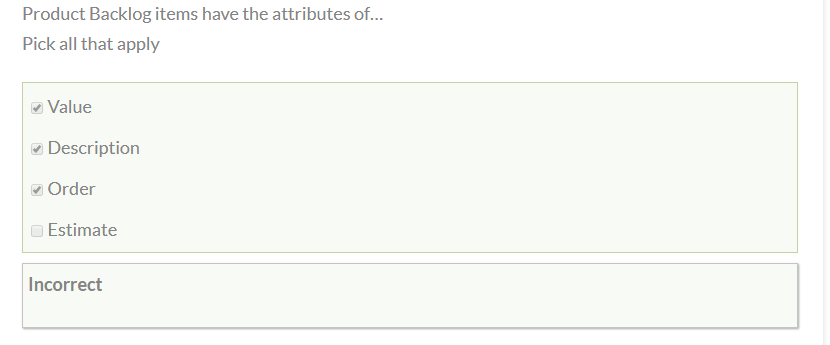 Product Backlog items have the attributes of...
Pick all that apply
Value
Description
Order
Estimate
Incorrect